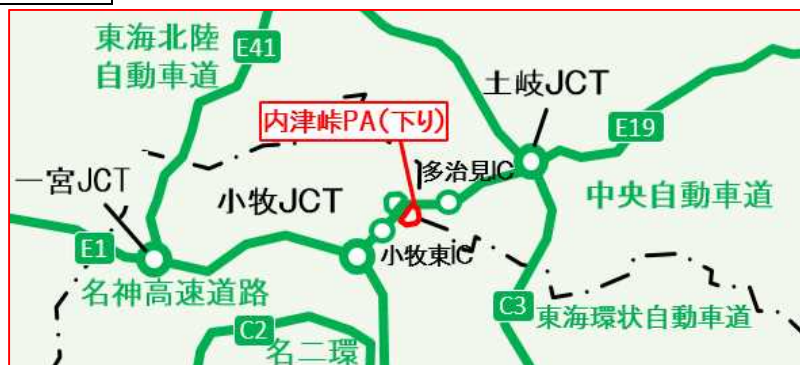 東海北陸
自動車道
E41
土岐JCT
内津峠PA(下り)
E19
多治見IC
一宮JCT
小牧JCT
中央自動車道
E1
小牧東IC
名神高速道路
C3
東海環状自動車道
C2
名二環